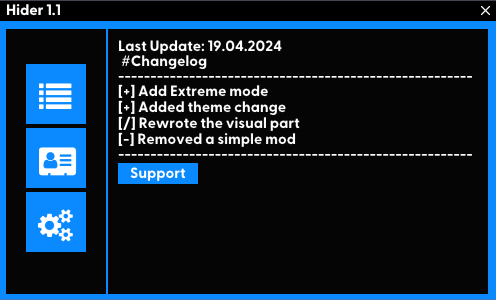 Hider 1.1
Last Update: 19.04.2024
#Changelog
-------------------------------------------------------
[+] Add Extreme mode
[+] Added theme change
[/] Rewrote the visual part
[-] Removed a simple mod
-------------------------------------------------------
Support